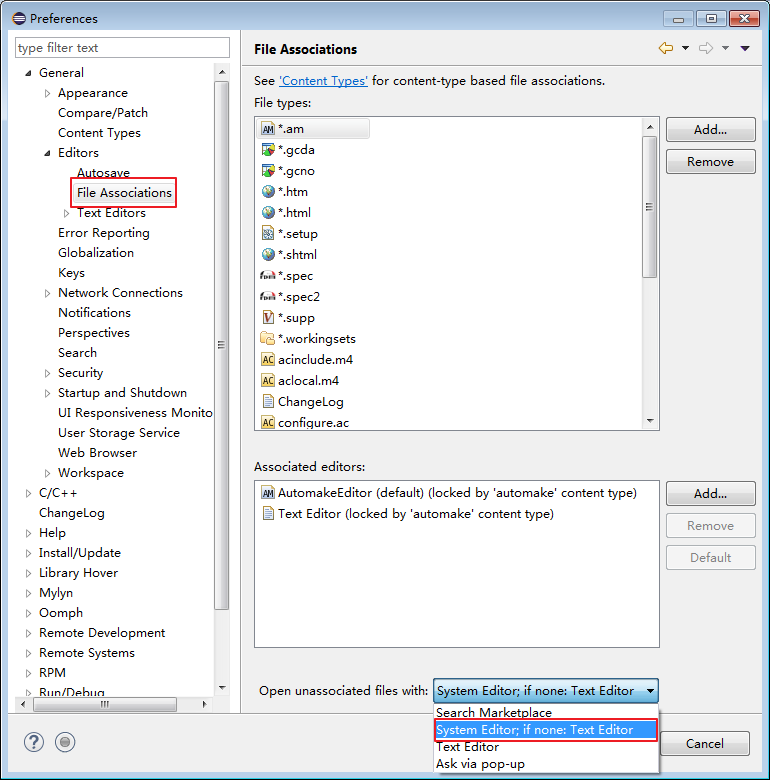 Preferences
type filter text
General
Appearance
Compare/Patch
Content Types
Editors
Autosave
File Associations
Text Editors
Error Reporting
Globalization
Keys
Network Connections
Notifications
Perspectives
Search
Security
Startup and Shutdown
UI Responsiveness Monito
User Storage Service
Web Browser
Workspace
C/C++
ChangeLog
Help
Install/Update
Library Hover
Mylyn
Oomph
Remote Development
Remote Systems
RPM
Run/Debug
File Associations
See 'Content Types' for content-type based file associations.
File types:
AM *.am
*.gcda
*.gcno
*.htm
*.html
*.setup
*.shtml
*.spec
*.spec2
*.supp
*.workingsets
AC acinclude.m4
AC aclocal.m4
ChangeLog
AC configure.ac
Add...
Remove
Associated editors:
AM AutomakeEditor (default) (locked by 'automake' content type)
Text Editor (locked by 'automake' content type)
Add...
Remove
Default
Open unassociated files with: System Editor; if none: Text Editor
Search Marketplace
System Editor; if none: Text Editor
Text Editor
Ask via pop-up
Cancel